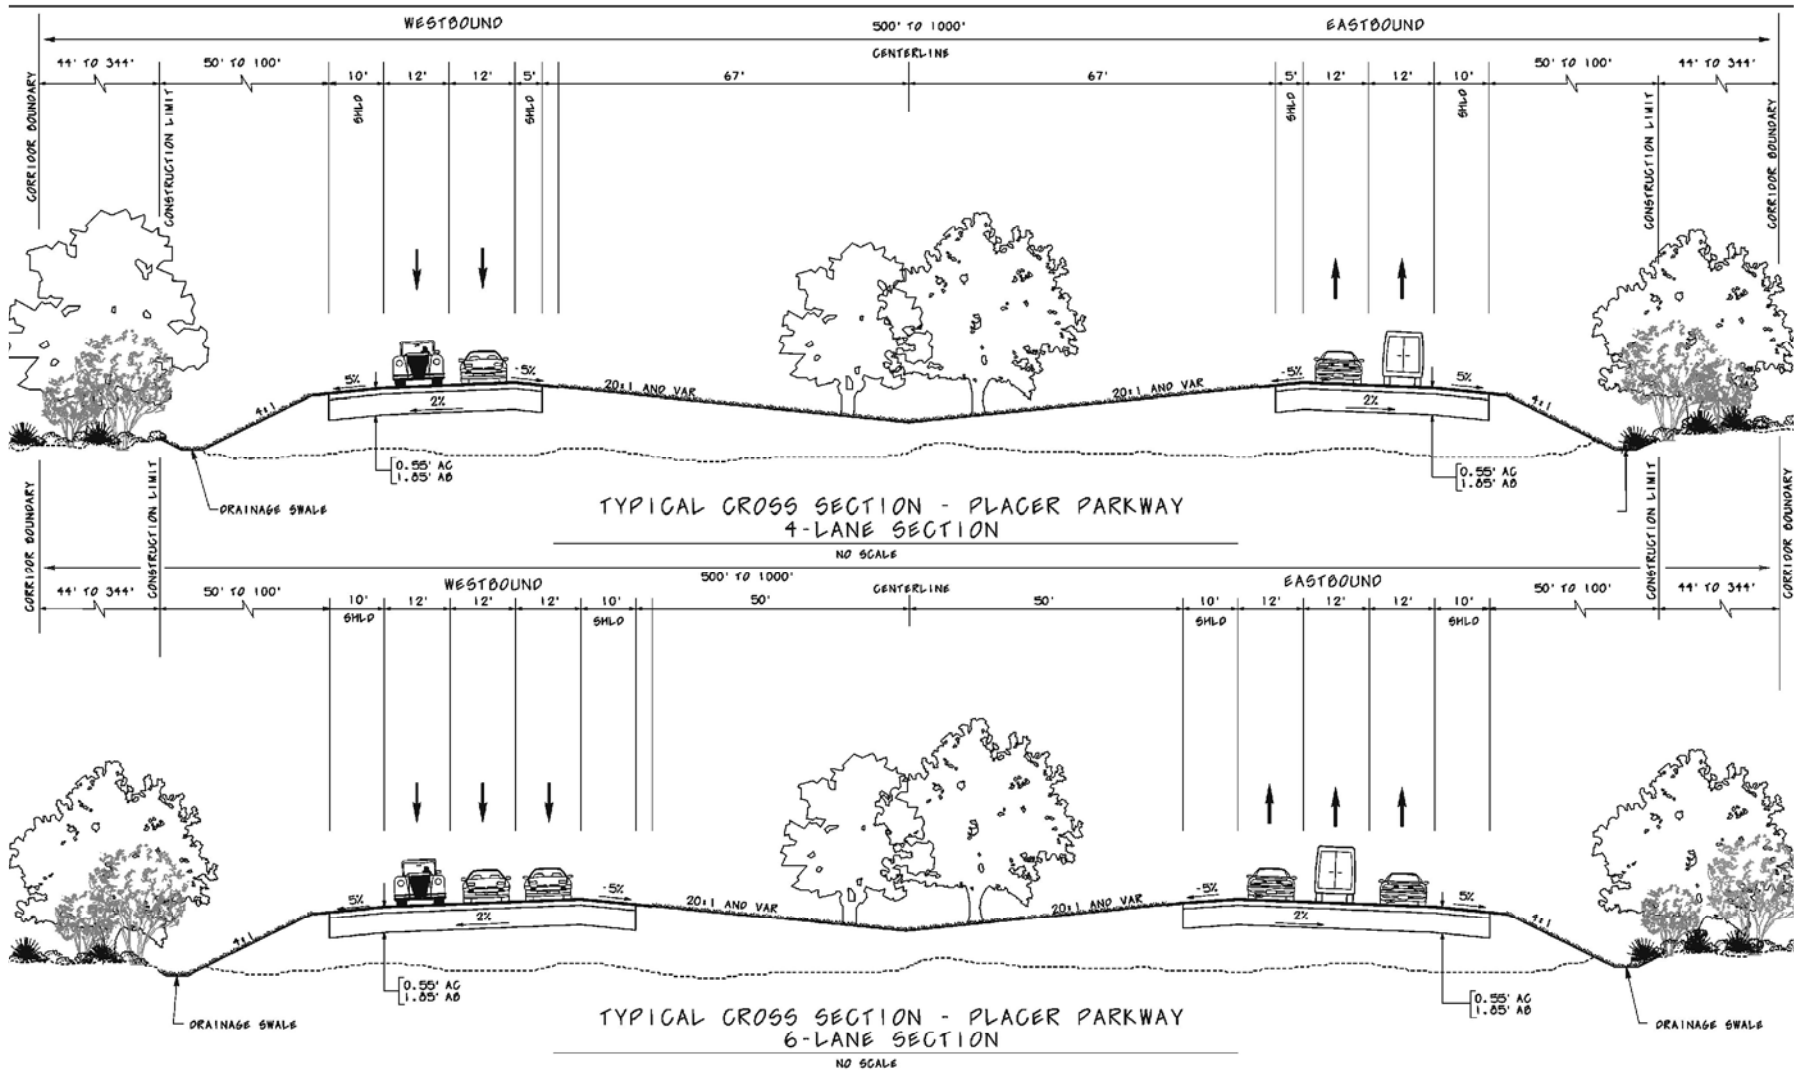 WESTBOUND 500' TO 1000' EASTBOUND
CENTERLINE
44' TO 344' 50' TO 100' 10' 12' 12' 5' 67' 67' 5' 12' 12' 10' 50' TO 100' 44' TO 344'
CORRIDOR BOUNDARY
CONSTRUCTION LIMIT
SHLD
SHLD
SHLD
SHLD
CONSTRUCTION LIMIT
CORRIDOR BOUNDARY
5% -5% 20:1 AND VAR 20:1 AND VAR -5% 5%
4:1 2% 2% 4:1
0.55' AC
1.85' AB
0.55' AC
1.85' AB
DRAINAGE SWALE
TYPICAL CROSS SECTION - PLACER PARKWAY
4-LANE SECTION
NO SCALE
CORRIDOR BOUNDARY
CONSTRUCTION LIMIT
CONSTRUCTION LIMIT
CORRIDOR BOUNDARY
WESTBOUND 500' TO 1000' CENTERLINE EASTBOUND
44' TO 344' 50' TO 100' 10' 12' 12' 12' 10' 50' 50' 10' 12' 12' 12' 10' 50' TO 100' 44' TO 344'
SHLD SHLD SHLD SHLD
5% -5% 20:1 AND VAR 20:1 AND VAR -5% 5%
4:1 2% 2% 4:1
0.55' AC
1.85' AB
0.55' AC
1.85' AB
DRAINAGE SWALE DRAINAGE SWALE
TYPICAL CROSS SECTION - PLACER PARKWAY
6-LANE SECTION
NO SCALE